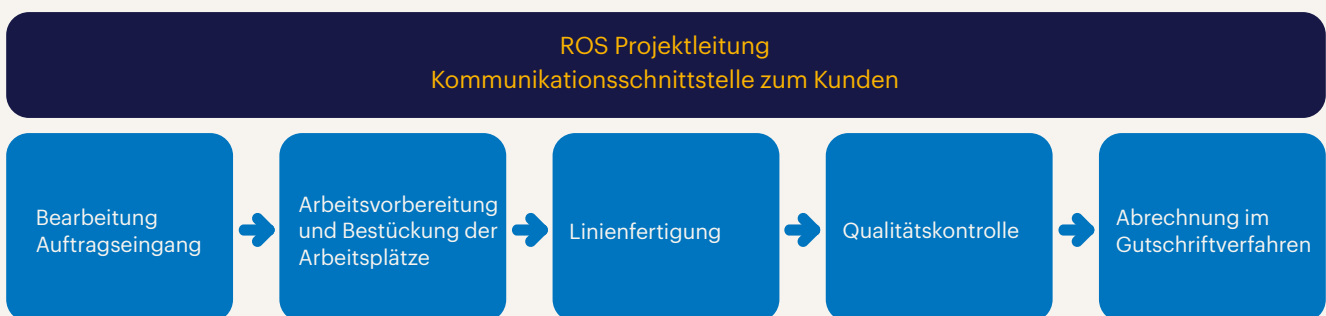 ROS Projektleitung
Kommunikationsschnittstelle zum Kunden
Bearbeitung
Auftragseingang
Arbeitsvorbereitung
und Bestückung der
Arbeitsplätze
Linienfertigung
Qualitätskontrolle
Abrechnung im
Gutschriftverfahren